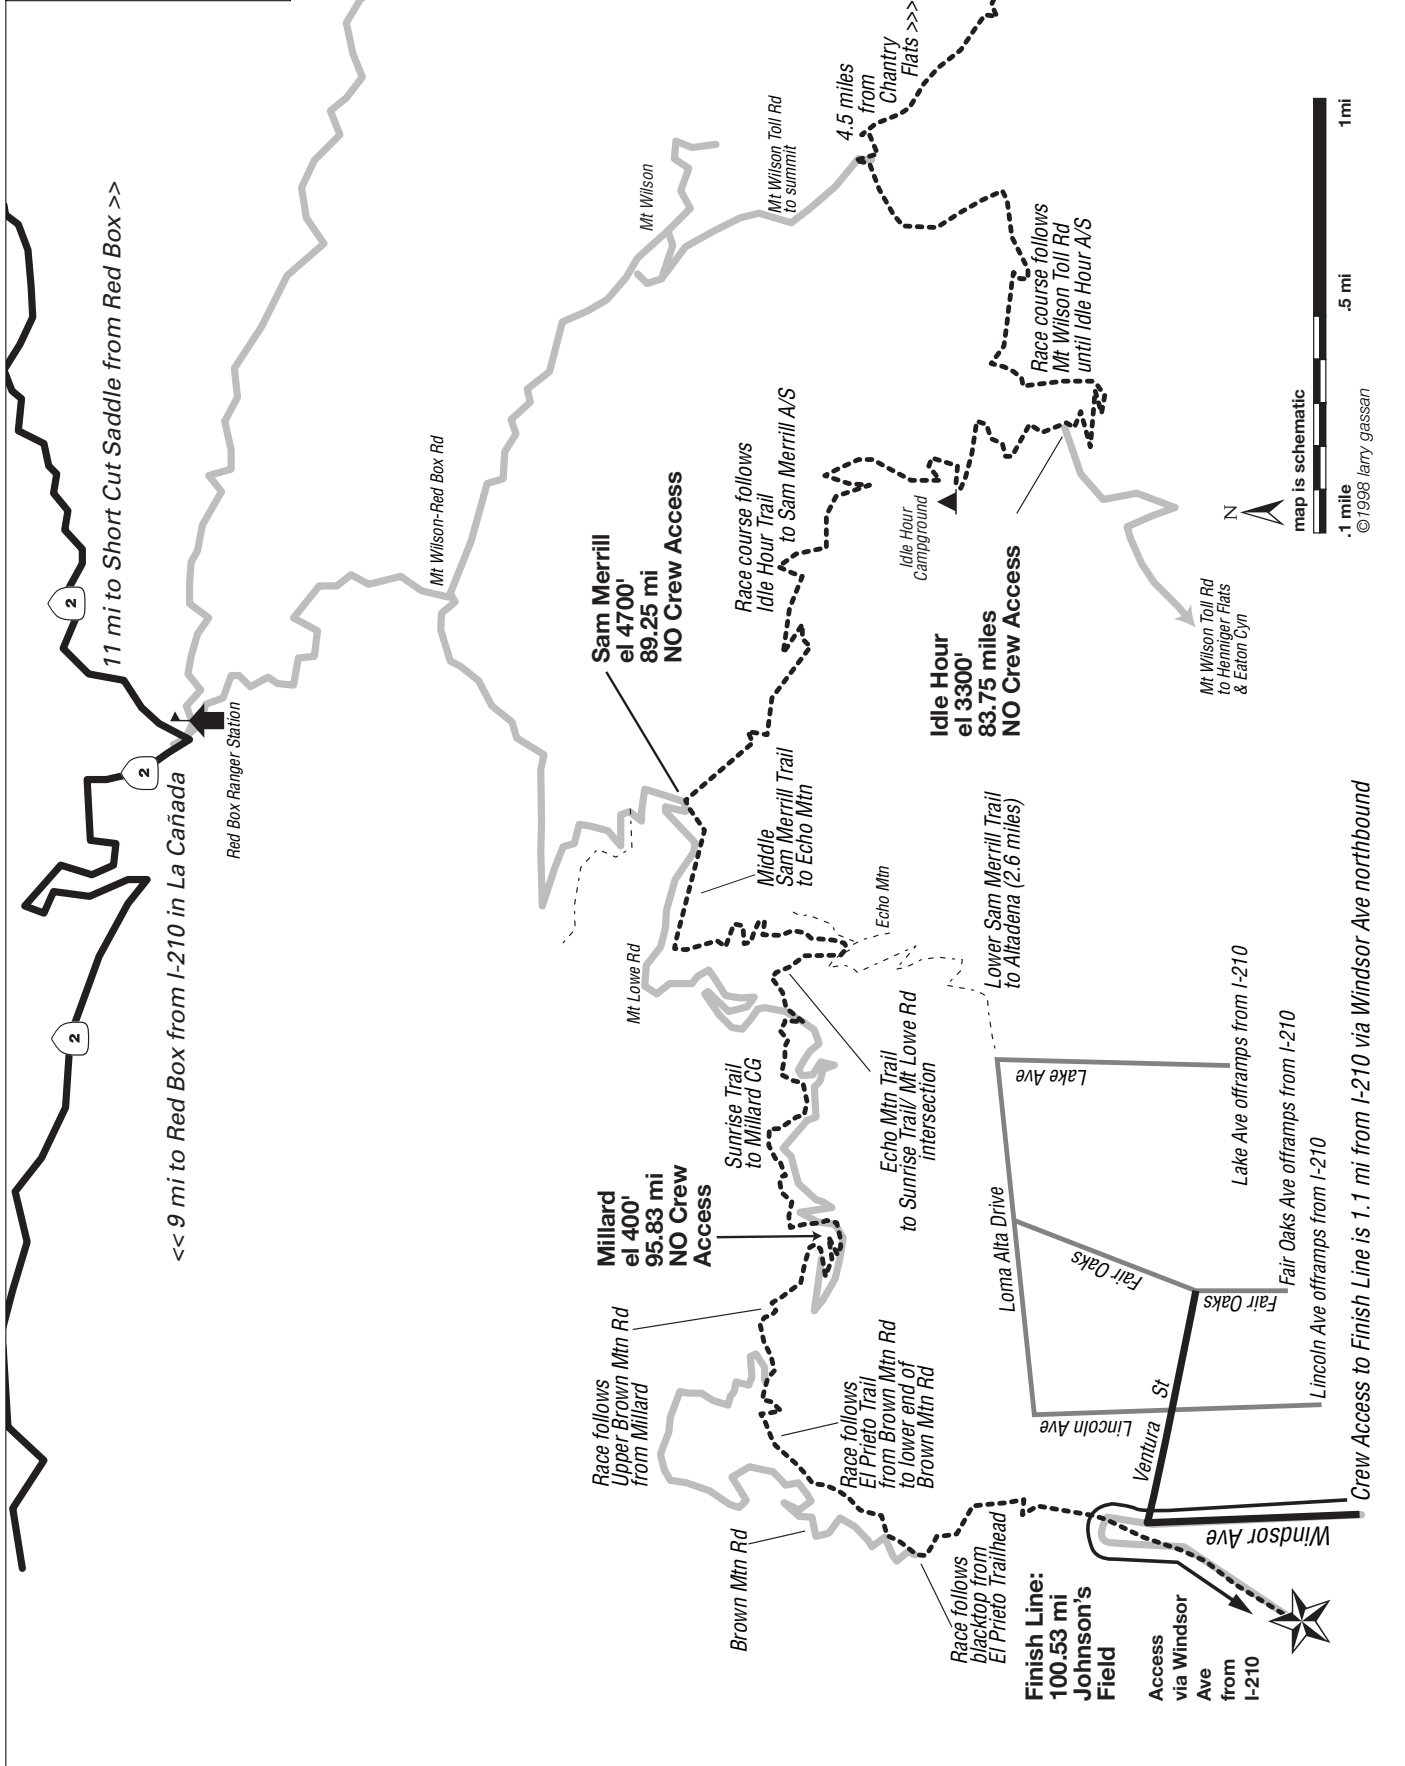 2
2
2
11 mi to Short Cut Saddle from Red Box >>
<< 9 mi to Red Box from I-210 in La Cañada
Red Box Ranger Station
Mt Wilson-Red Box Rd
Mt Wilson
Mt Wilson Toll Rd
to summit
4.5 miles
from
Chantry
Flats >>>
Race course follows
Mt Wilson Toll Rd
until Idle Hour A/S
Sam Merrill
el 4700'
89.25 mi
NO Crew Access
Race course follows
Idle Hour Trail
to Sam Merrill A/S
Idle Hour
Campground
Idle Hour
el 3300'
83.75 miles
NO Crew Access
Mt Wilson Toll Rd
to Henniger Flats
& Eaton Cyn
N
map is schematic
.1 mile
.5 mi
1mi
©1998 larry gassan
Mt Lowe Rd
Middle
Sam Merrill Trail
to Echo Mtn
Echo Mtn
Lower Sam Merrill Trail
to Altadena (2.6 miles)
Sunrise Trail
to Millard CG
Echo Mtn Trail
to Sunrise Trail/ Mt Lowe Rd
intersection
Millard
el 400'
95.83 mi
NO Crew
Access
Race follows
Upper Brown Mtn Rd
from Millard
Race follows
El Prieto Trail
from Brown Mtn Rd
to lower end of
Brown Mtn Rd
Brown Mtn Rd
Race follows
blacktop from
El Prieto Trailhead
Finish Line:
100.53 mi
Johnson's
Field
Access
via Windsor
Ave
from
I-210
Loma Alta Drive
Lake Ave
Fair Oaks
Fair Oaks
Lincoln Ave
Ventura St
Windsor Ave
Lake Ave offramps from I-210
Fair Oaks Ave offramps from I-210
Lincoln Ave offramps from I-210
Crew Access to Finish Line is 1.1 mi from I-210 via Windsor Ave northbound